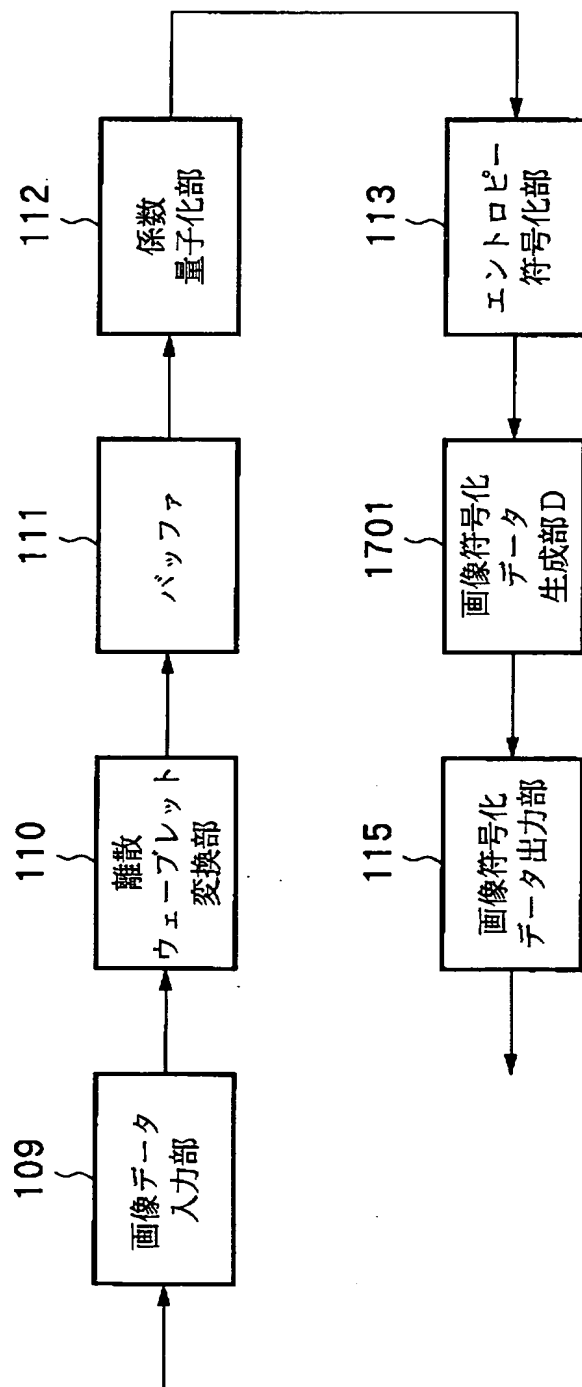 109
画像データ
入力部
110
離散
ウェーブレット
変換部
111
バッファ
112
係数
量子化部
113
エントロピー
符号化部
1701
画像符号化
データ
生成部D
115
画像符号化
データ出力部